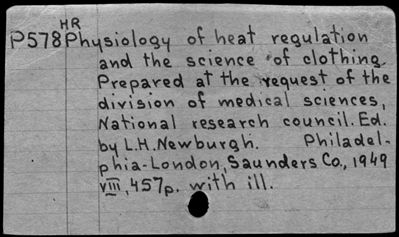 HR
P578 Physiology of heat regulation
and the science of clothing.
Prepared at the request of the
division of medical sciences,
National research council. Ed.
by L.H. Newburgh. Philadel-
phia-London, Saunders Co., 1949
VIII, 457p. with ill.